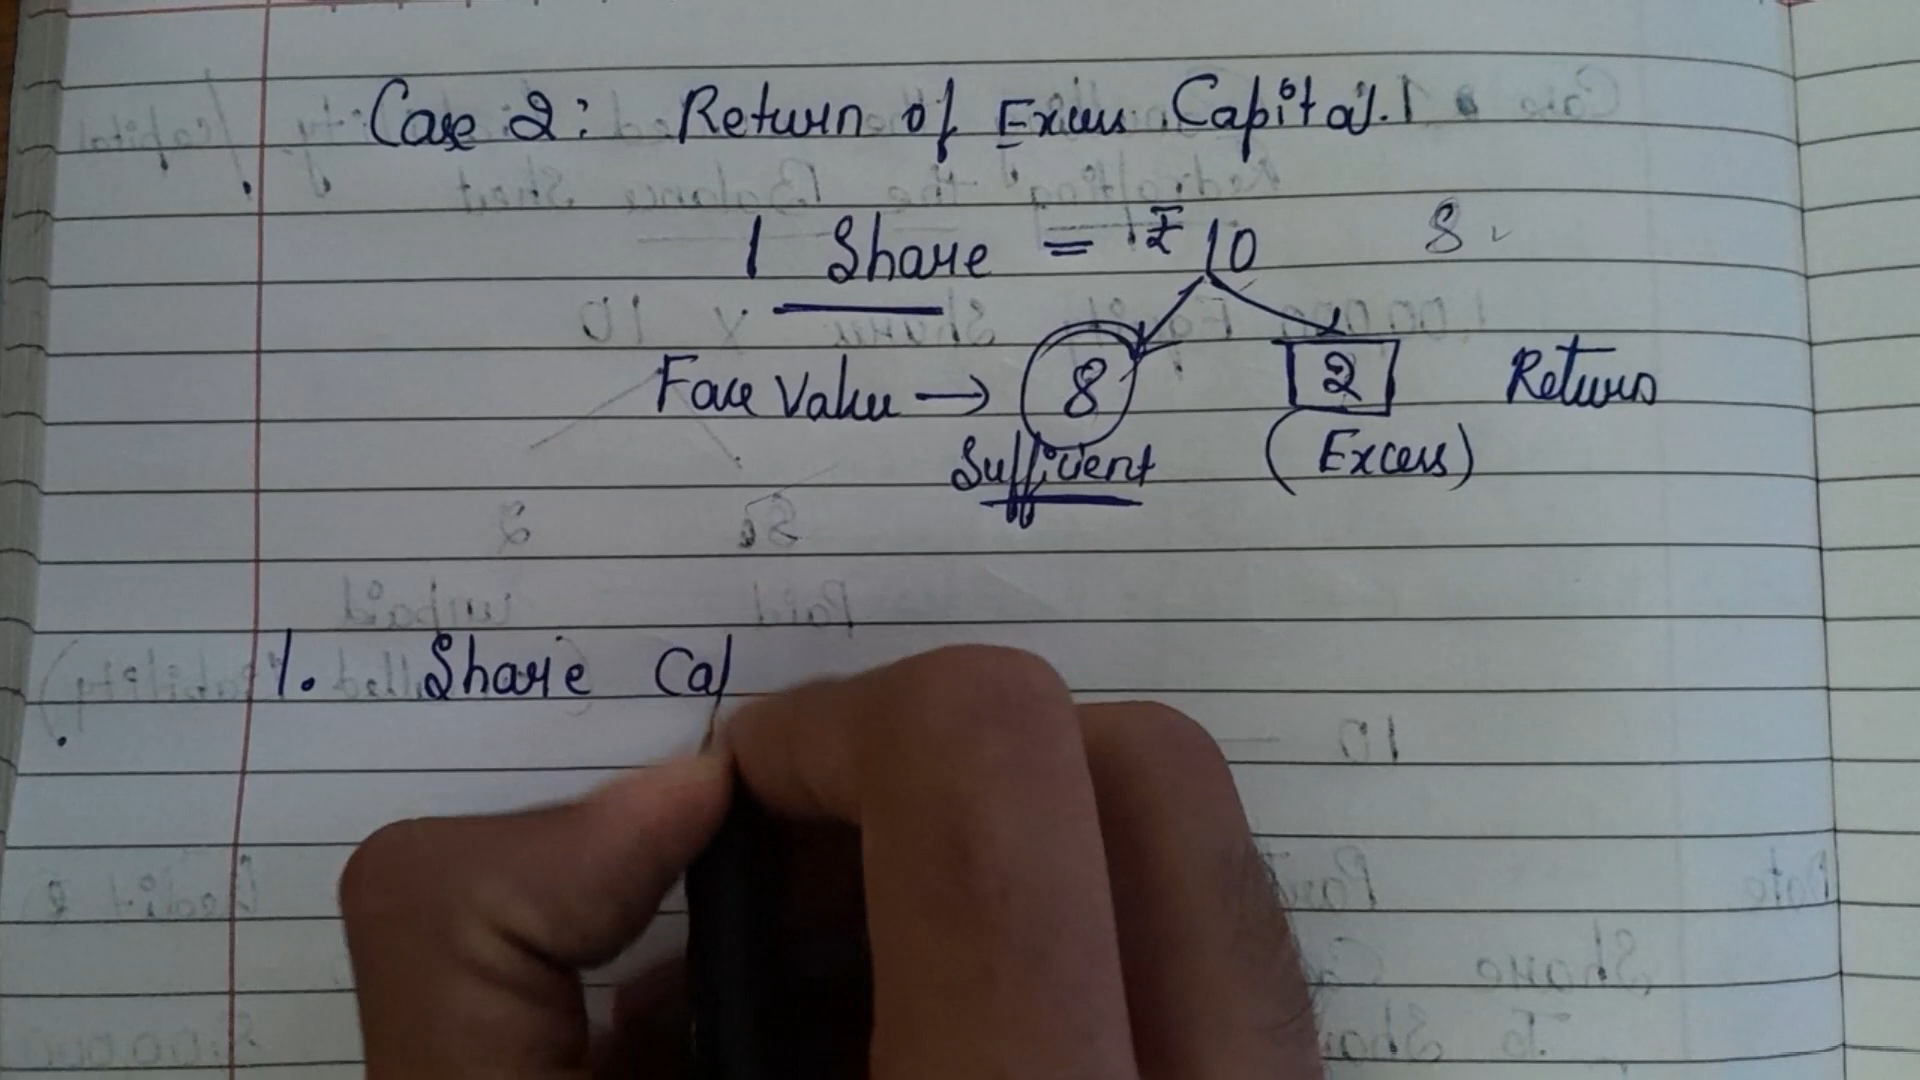 Case 2: Return of Excess Capital.
1 Share = ₹ 10 8
Face Value → 8 2 Return
Sufficient (Excess)
1. Share Cap